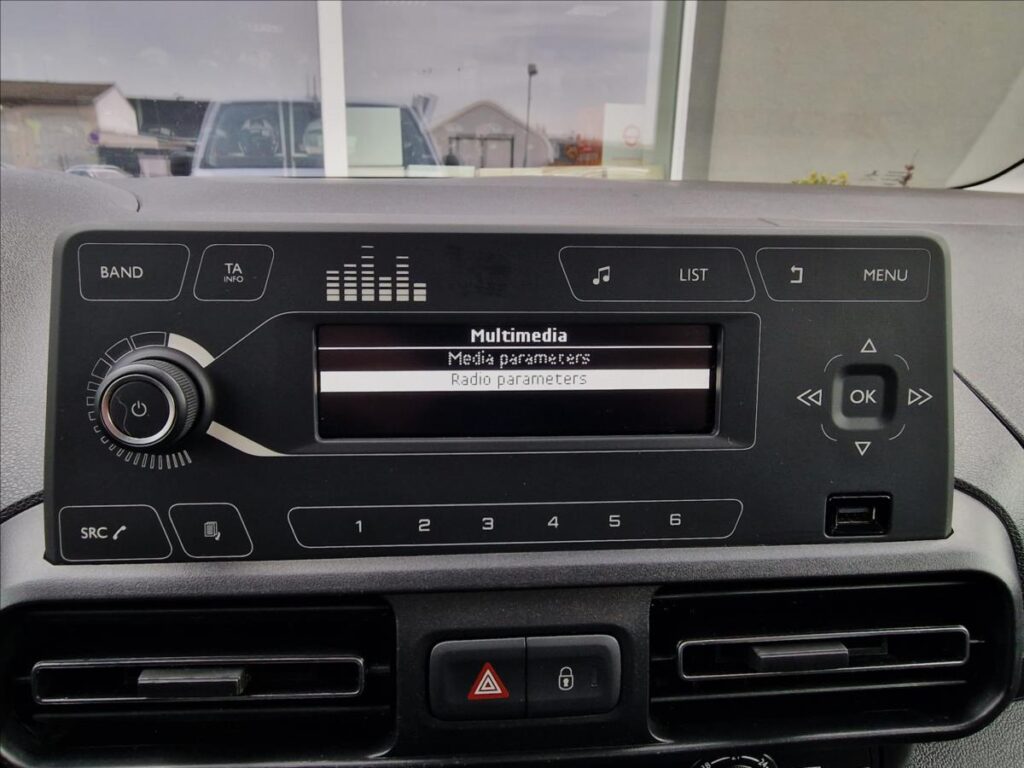 BAND
TA
INFO
LIST
MENU
Multimedia
Media parameters
Radio parameters
OK
SRC
1 2 3 4 5 6